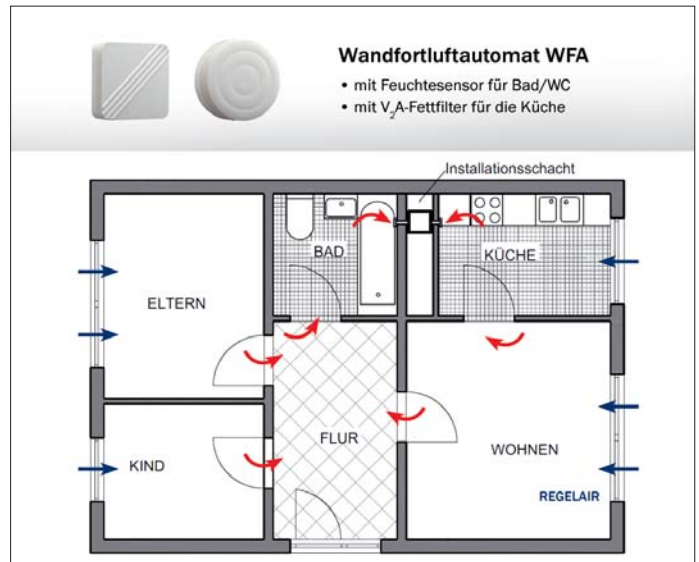 Wandfortluftautomat WFA
• mit Feuchtesensor für Bad/WC
• mit V2A-Fettfilter für die Küche
Installationsschacht
BAD
KÜCHE
ELTERN
FLUR
WOHNEN
KIND
REGELAIR